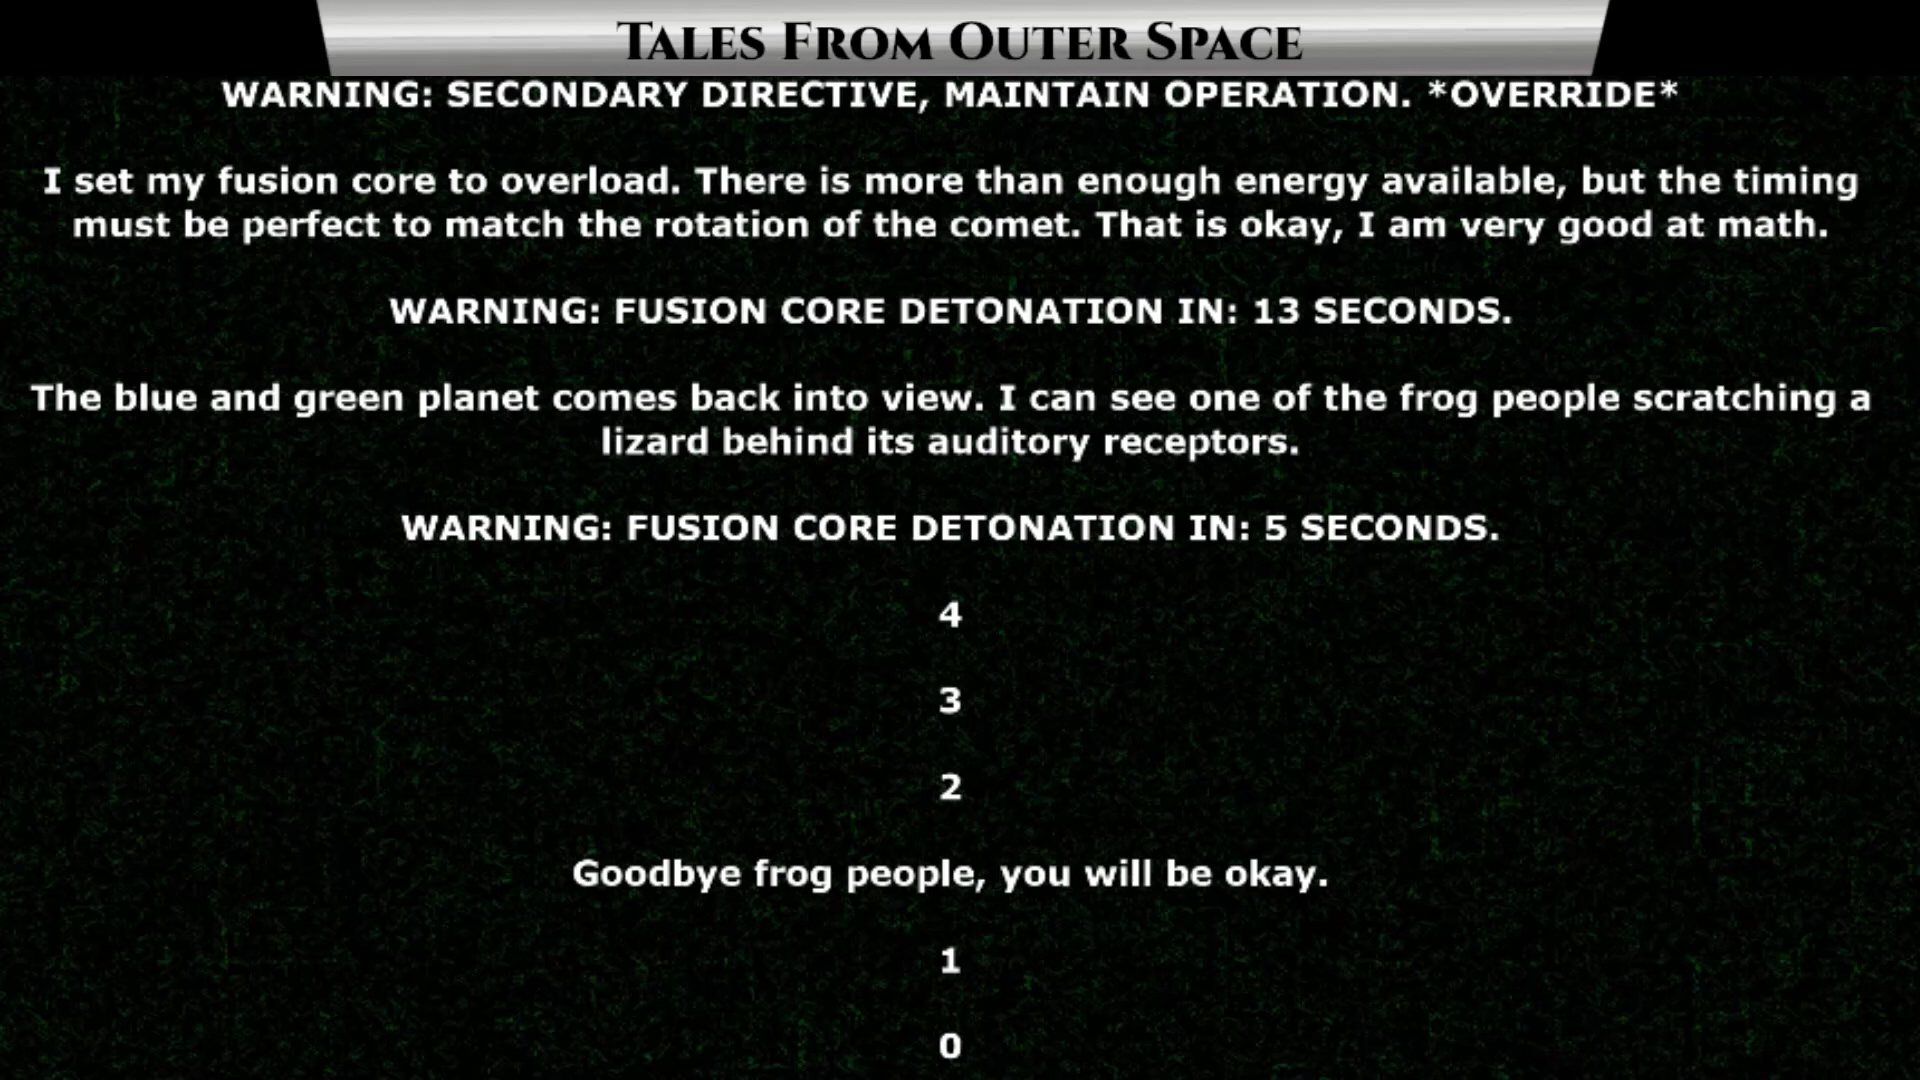 Tales From Outer Space
WARNING: SECONDARY DIRECTIVE, MAINTAIN OPERATION. *OVERRIDE*
I set my fusion core to overload. There is more than enough energy available, but the timing
must be perfect to match the rotation of the comet. That is okay, I am very good at math.
WARNING: FUSION CORE DETONATION IN: 13 SECONDS.
The blue and green planet comes back into view. I can see one of the frog people scratching a
lizard behind its auditory receptors.
WARNING: FUSION CORE DETONATION IN: 5 SECONDS.
4
3
2
Goodbye frog people, you will be okay.
1
0